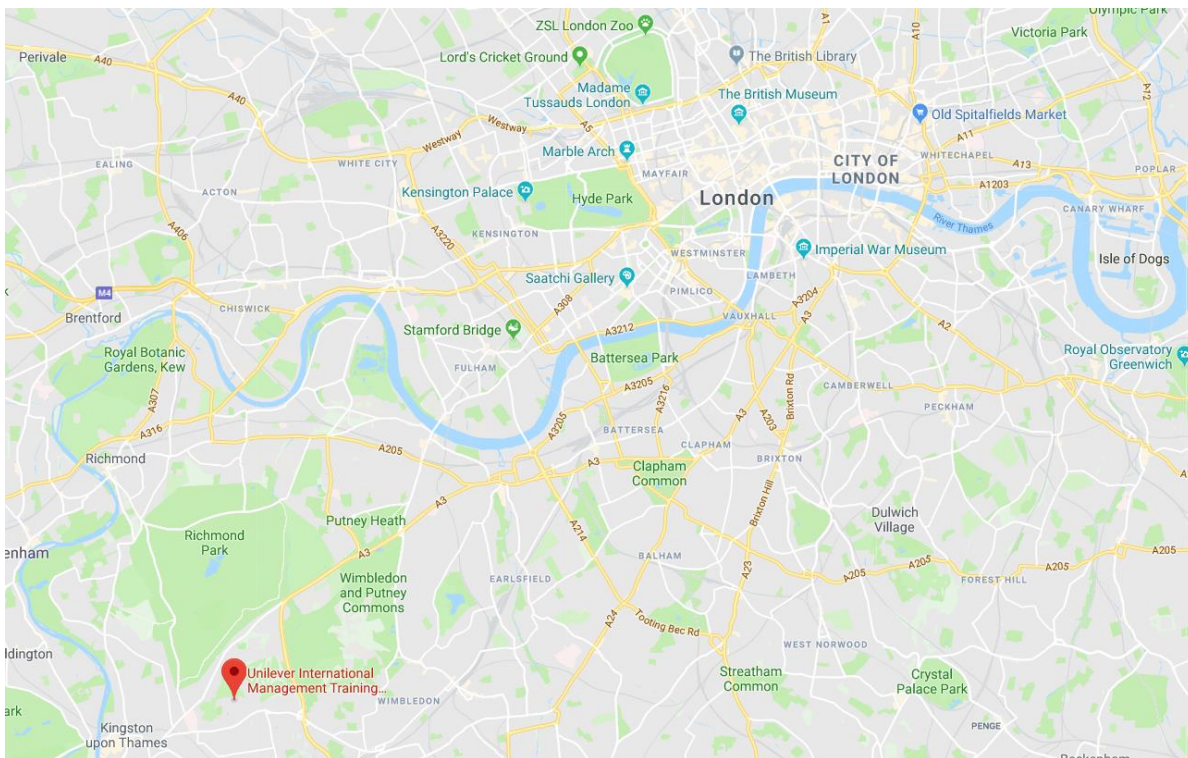 ZSL London Zoo
Olympic Park
A1
A10
Victoria Park
Perivale
A40
Lord's Cricket Ground
The British Library
A40
Madame
Tussauds London
The British Museum
A12
Westway
Westway
A5
Old Spitalfields Market
A11
Marble Arch
CITY OF
LONDON
WHITECHAPEL
A13
EALING
WHITE CITY
MAYFAIR
POPLAR
ACTON
Kensington Palace
Hyde Park
London
A1203
CANARY WHARF
A406
A3220
KENSINGTON
River Thames
WESTMINSTER
Imperial War Museum
Isle of Dogs
Saatchi Gallery
LAMBETH
M4
PIMLICO
A3204
CHISWICK
A308
Brentford
VAUXHALL
A3
A2
Stamford Bridge
A3212
Royal Botanic
Gardens, Kew
Battersea Park
Royal Observatory
Greenwich
FULHAM
A3205
A3216
Brixton Rd
CAMBERWELL
A307
PECKHAM
A316
A3205
A3
A203
BATTERSEA
CLAPHAM
A205
Richmond
A3
Clapham
Common
BRIXTON
Brixton Hill
A3
Putney Heath
Dulwich
Village
Richmond
Park
A214
enham
A3
BALHAM
A205
A23
A205
A205
A205
Wimbledon
and Putney
Commons
EARLSFIELD
FOREST HILL
A24
Tooting Bec Rd
WEST NORWOOD
ldington
Unilever International
Management Training...
Streatham
Common
Crystal
Palace Park
WIMBLEDON
ark
Kingston
upon Thames
PENGE